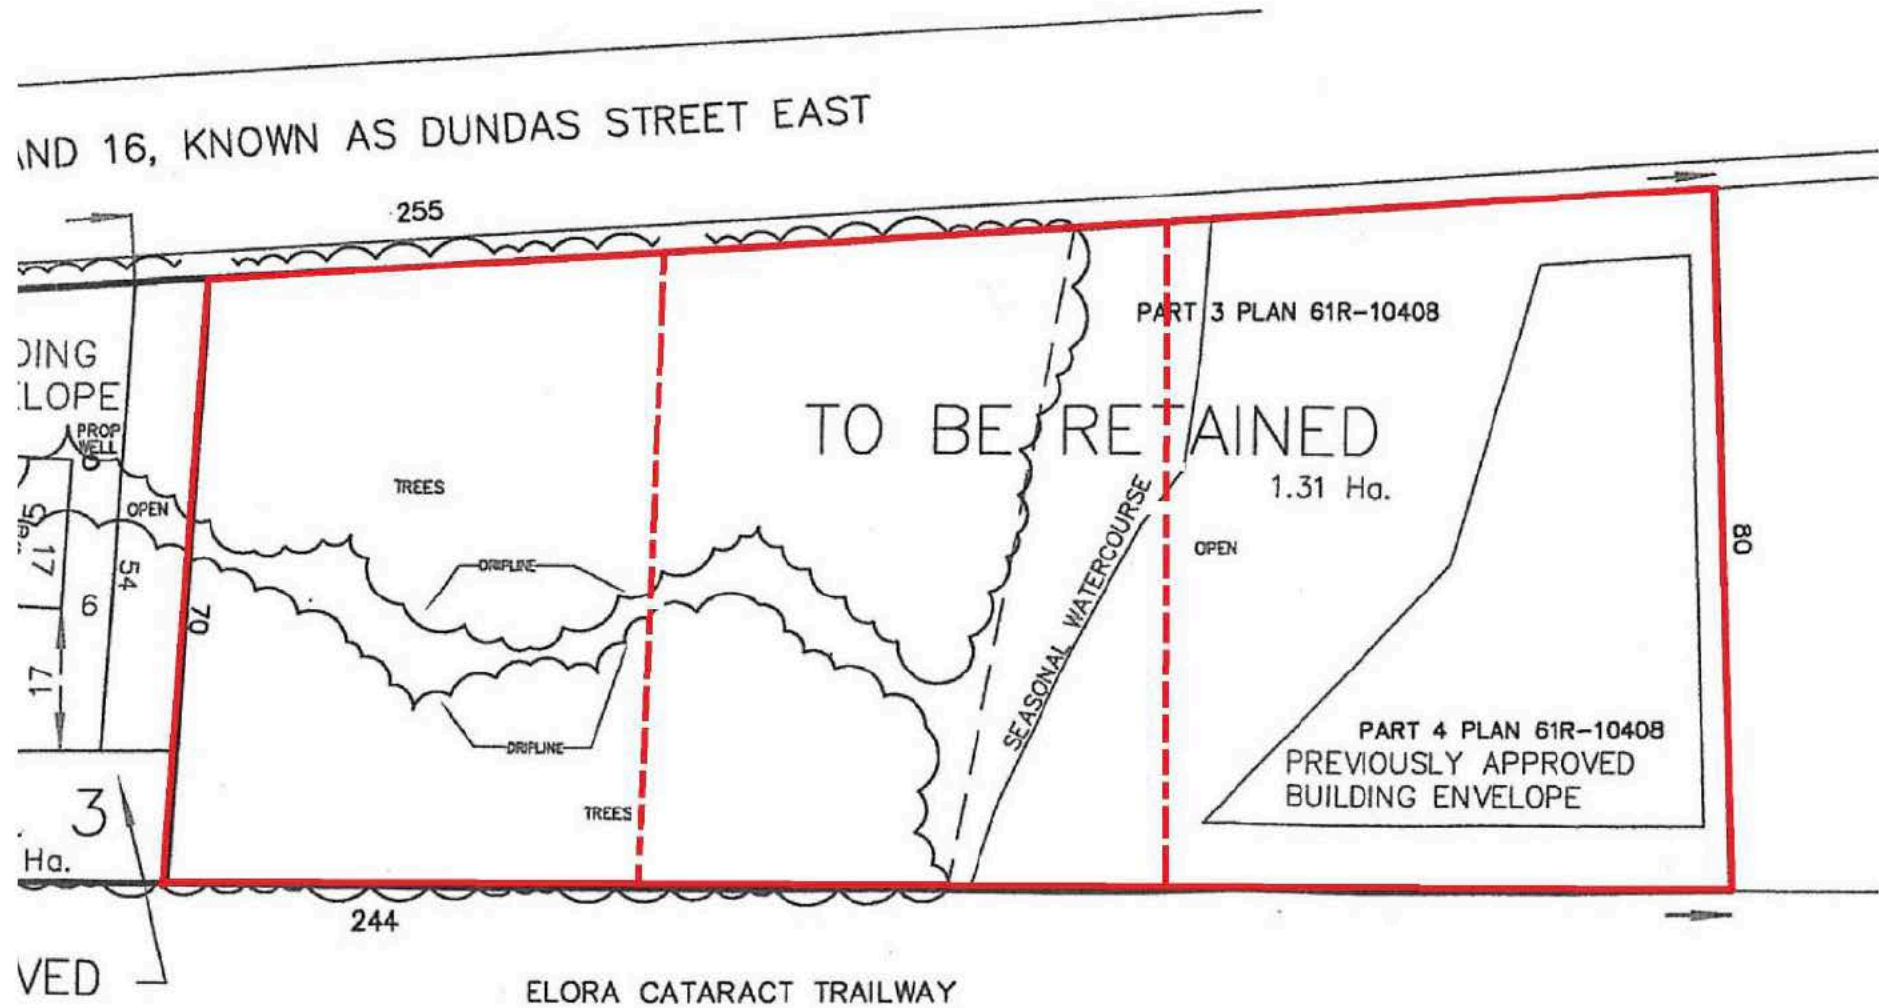 AND 16, KNOWN AS DUNDAS STREET EAST
255
PART 3 PLAN 61R-10408
DING
LOPE
PROP
WELL
TO BE RETAINED
1.31 Ha.
TREES
OPEN
SEASONAL WATERCOURSE
OPEN
80
17
54
6
DRIPLINE
70
17
PART 4 PLAN 61R-10408
PREVIOUSLY APPROVED
BUILDING ENVELOPE
DRIPLINE
3
TREES
Ha.
244
VED
ELORA CATARACT TRAILWAY